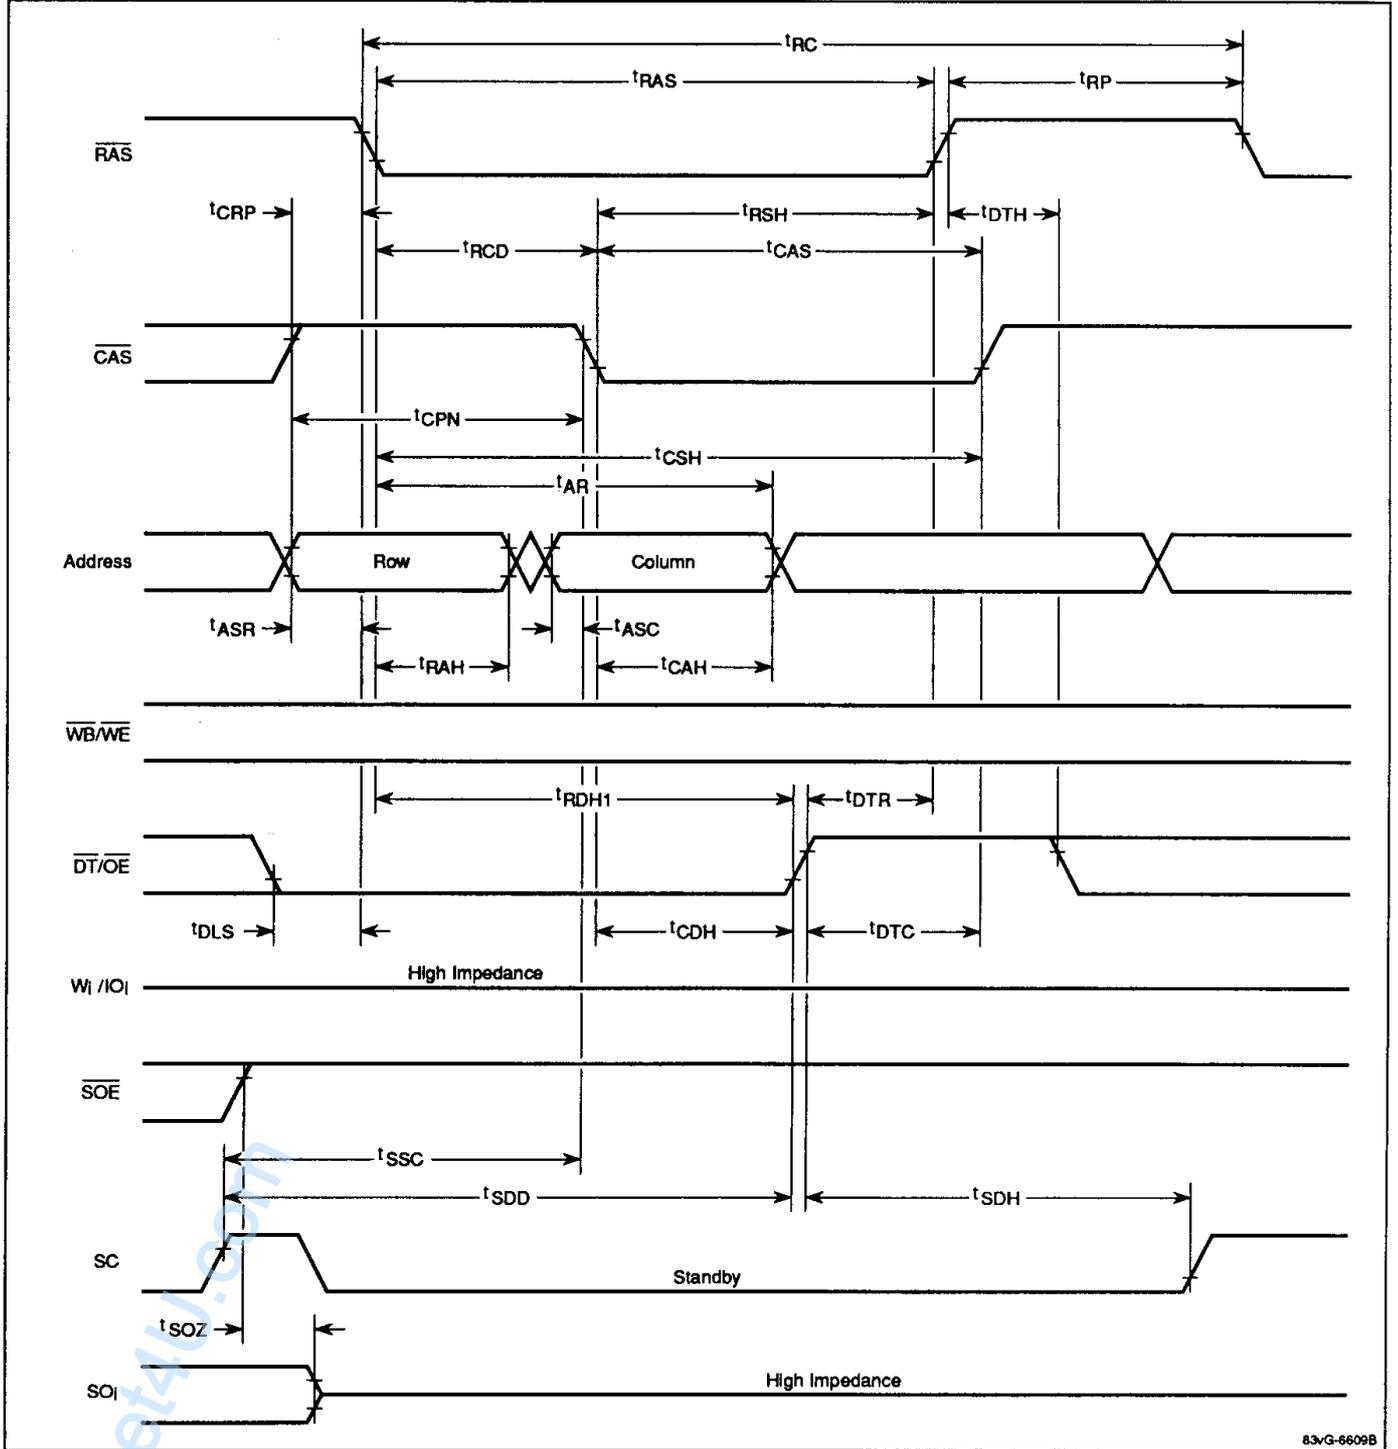 tRC
tRAS
tRP
RAS
tCRP
tRSH
tDTH
tRCD
tCAS
CAS
tCPN
tCSH
tAR
Address
Row
Column
tASR
tASC
tRAH
tCAH
WB/WE
tRDH1
tDTR
DT/OE
tDLS
tCDH
tDTC
High Impedance
Wi /IOi
SOE
tSSC
tSDD
tSDH
SC
Standby
tSOZ
High Impedance
SOi
et4U.com
83vG-6609B